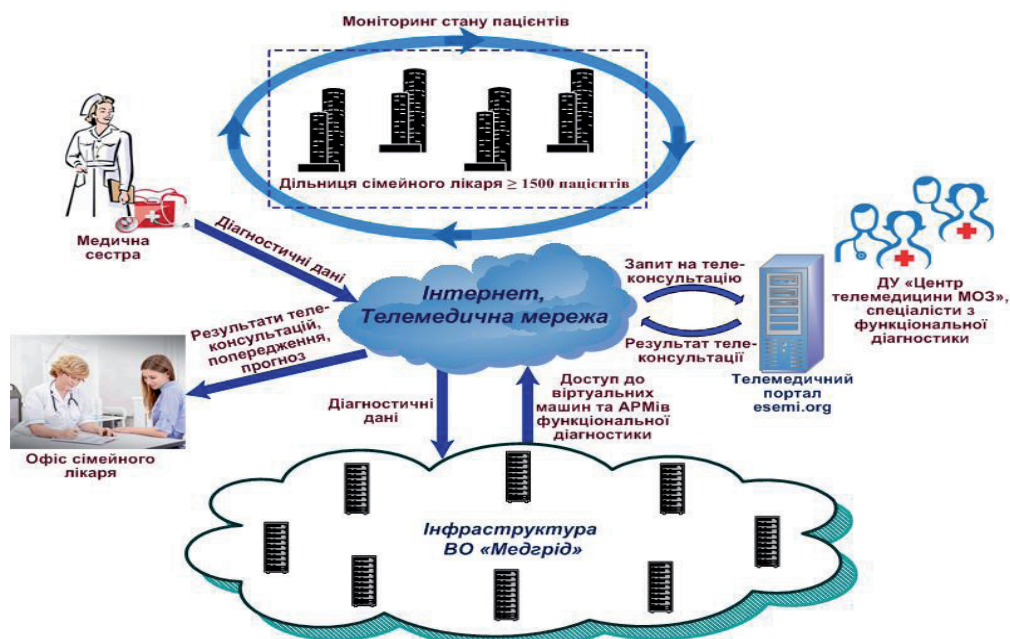 Моніторинг стану пацієнтів
Дільниця сімейного лікаря ≥ 1500 пацієнтів
Медична
сестра
Діагностичні дані
Інтернет,
Телемедична мережа
Запит на теле-
консультацію
Результат теле-
консультації
ДУ «Центр
телемедицини МОЗ»,
спеціалісти з
функціональної
діагностики
Телемедичний
портал
esemi.org
Результати теле-
консультацій,
попередження,
прогноз
Офіс сімейного
лікаря
Діагностичні
дані
Доступ до
віртуальних
машин та АРМів
функціональної
діагностики
Інфраструктура
ВО «Медгрід»